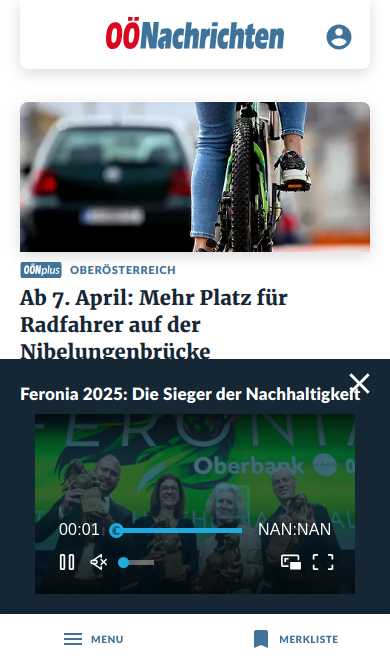 OÖNachrichten
OÖNplus OBERÖSTERREICH
Ab 7. April: Mehr Platz für
Radfahrer auf der
Nibelungenbrücke
Feronia 2025: Die Sieger der Nachhaltigkeit
FERONIA
Oberbank
00:01
NAN:NAN
MENU
MERKLISTE